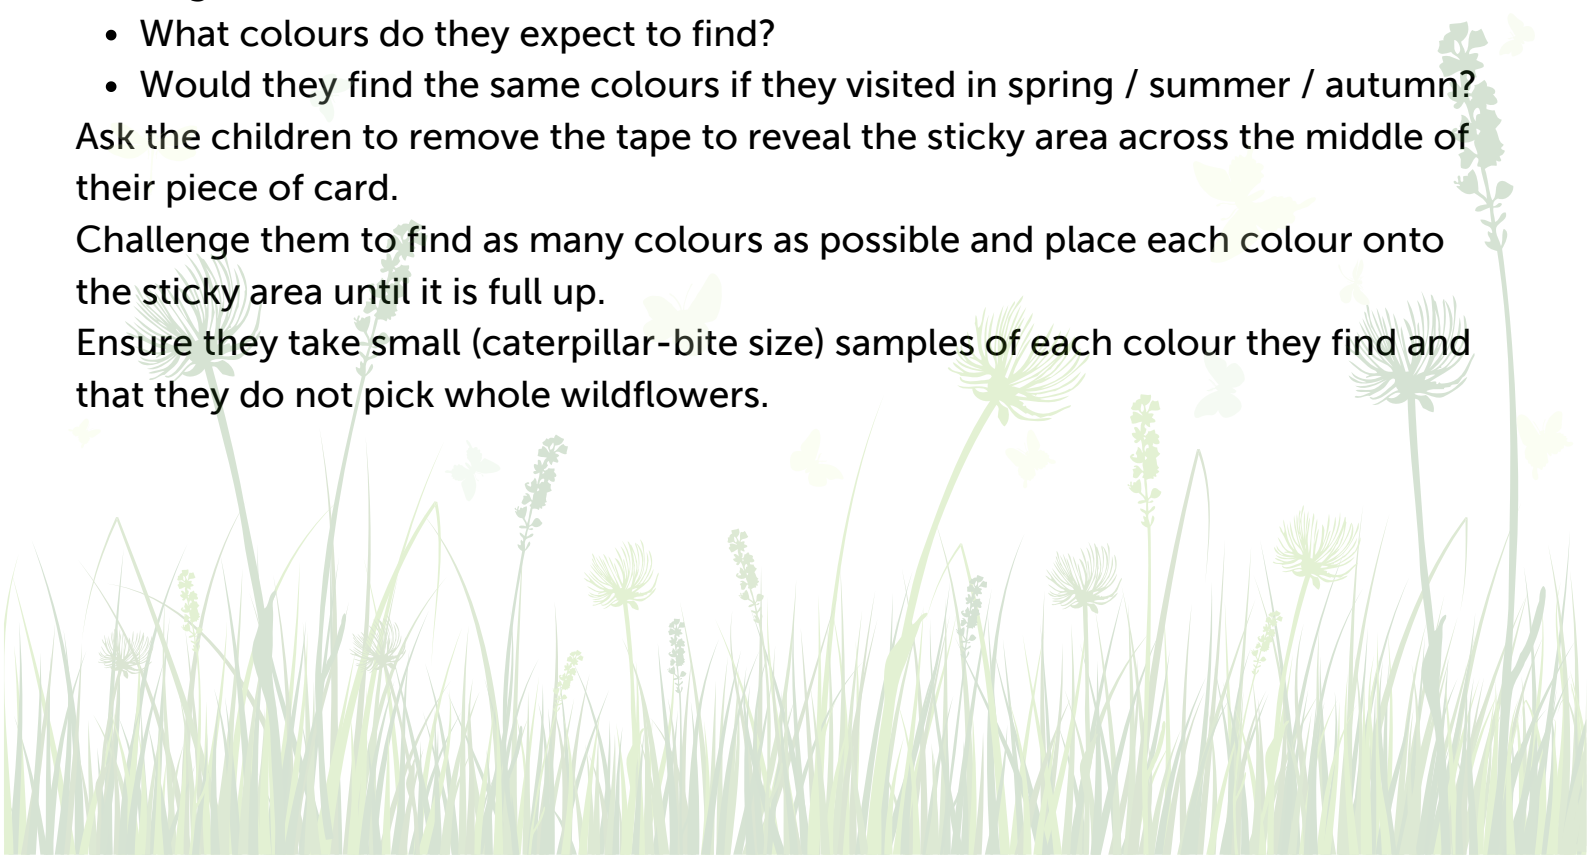 • What colours do they expect to find?
• Would they find the same colours if they visited in spring / summer / autumn?
Ask the children to remove the tape to reveal the sticky area across the middle of
their piece of card.
Challenge them to find as many colours as possible and place each colour onto
the sticky area until it is full up.
Ensure they take small (caterpillar-bite size) samples of each colour they find and
that they do not pick whole wildflowers.